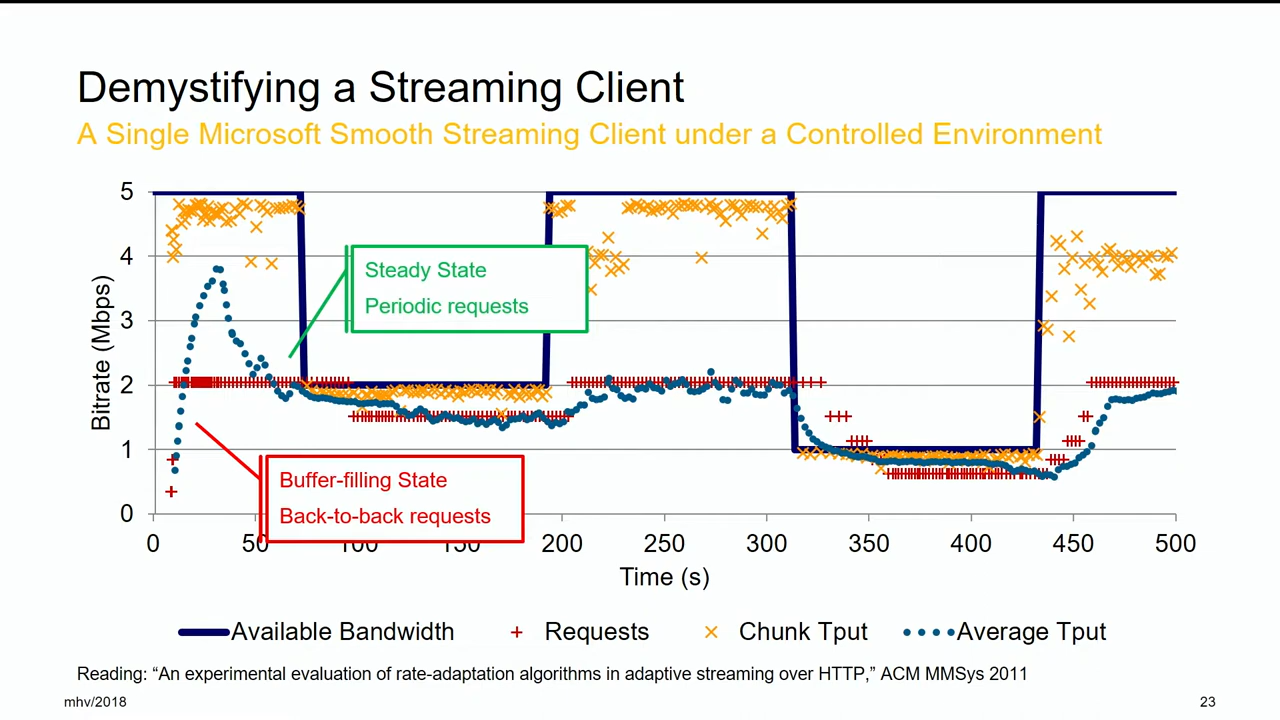 Demystifying a Streaming Client
A Single Microsoft Smooth Streaming Client under a Controlled Environment
Bitrate (Mbps)
5
4
3
2
1
0
Steady State
Periodic requests
Buffer-filling State
Back-to-back requests
0 50 100 150 200 250 300 350 400 450 500
Time (s)
Available Bandwidth Requests Chunk Tput Average Tput
Reading: “An experimental evaluation of rate-adaptation algorithms in adaptive streaming over HTTP,” ACM MMSys 2011
mhv/2018 23